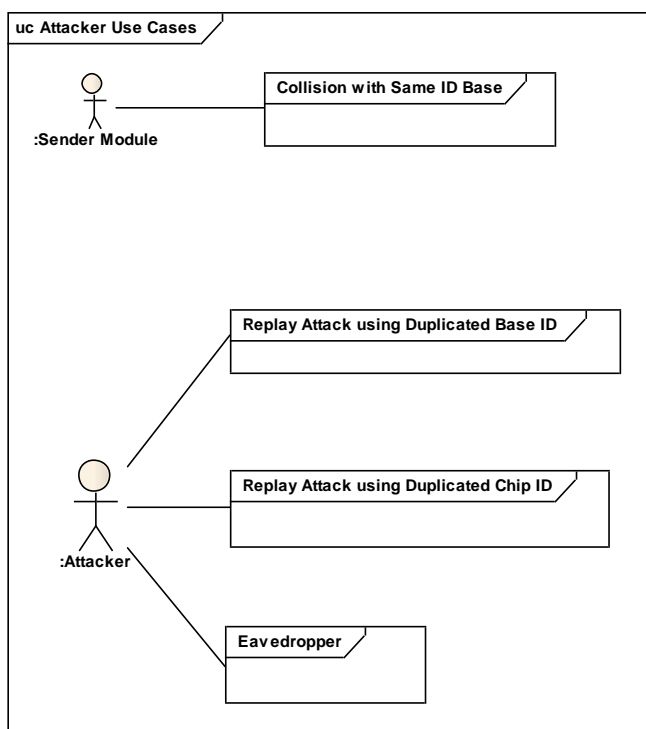 uc Attacker Use Cases
Collision with Same ID Base
:Sender Module
Replay Attack using Duplicated Base ID
Replay Attack using Duplicated Chip ID
:Attacker
Eavedropper